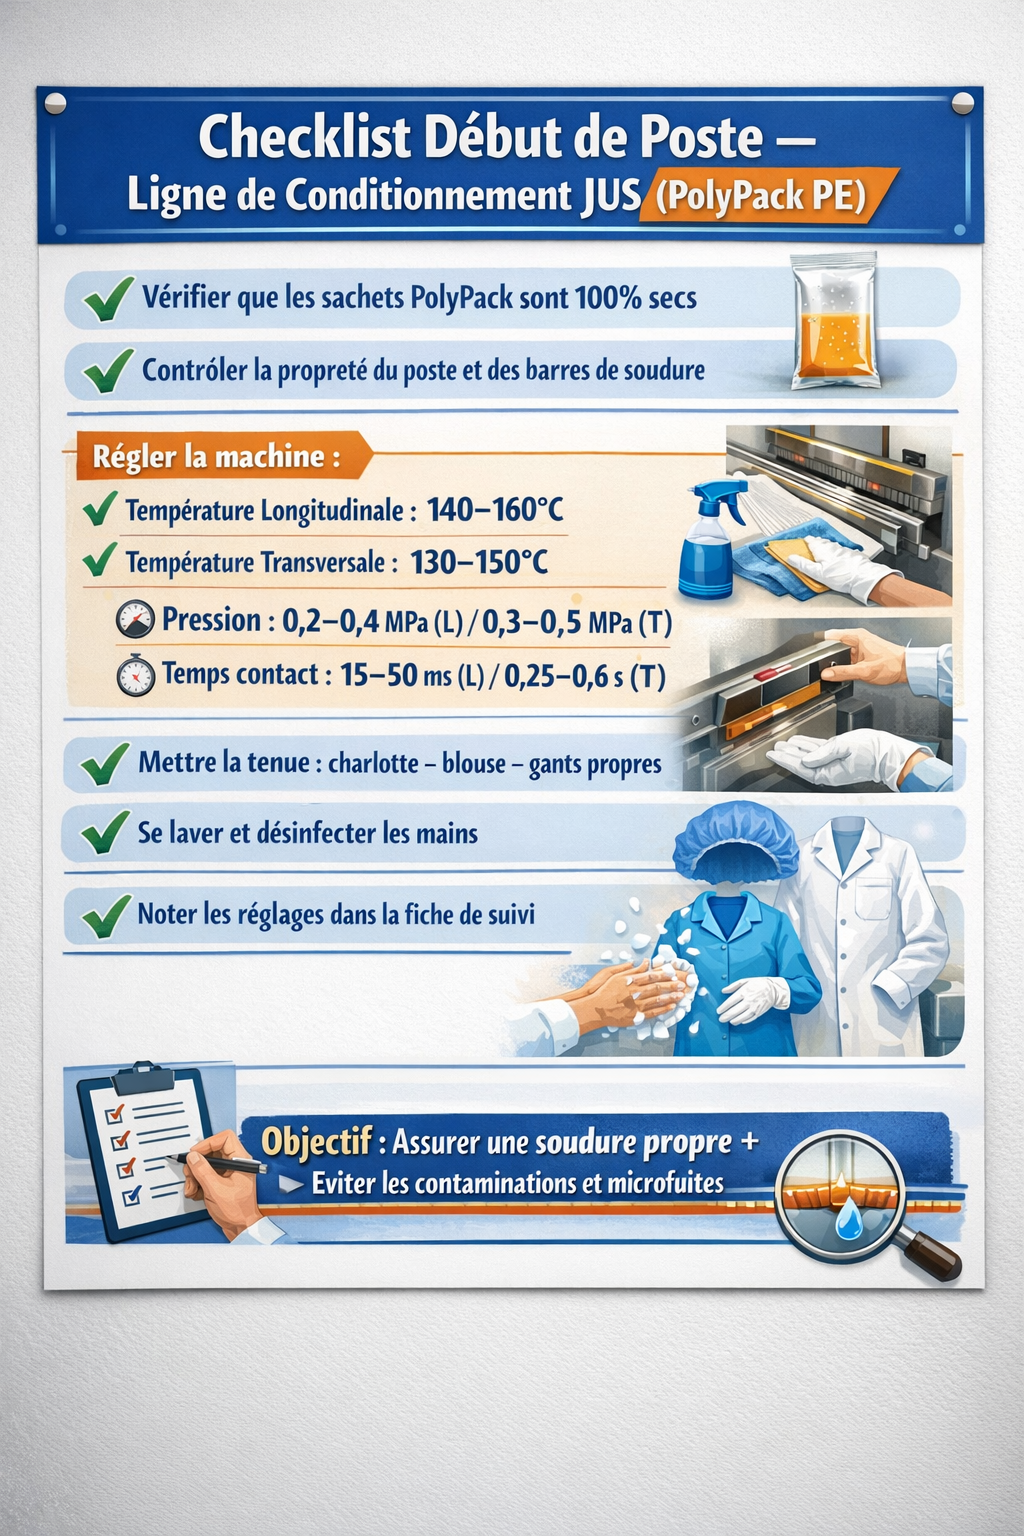 Checklist Début de Poste —
Ligne de Conditionnement JUS (PolyPack PE)
Vérifier que les sachets PolyPack sont 100% secs
Contróler la propreté du poste et des barres de soudure
Régler la machine :
Température Longitudinale : 140–160°C
Température Transversale : 130–150°C
Pression : 0,2–0,4 MPa (L) / 0,3–0,5 MPa (T)
Temps contact : 15–50 ms (L) / 0,25–0,6 s (T)
Mettre la tenue : charlotte – blouse – gants propres
Se laver et désinfecter les mains
Noter les réglages dans la fiche de suivi
Objectif : Assurer une soudure propre +
Eviter les contaminations et microfuites